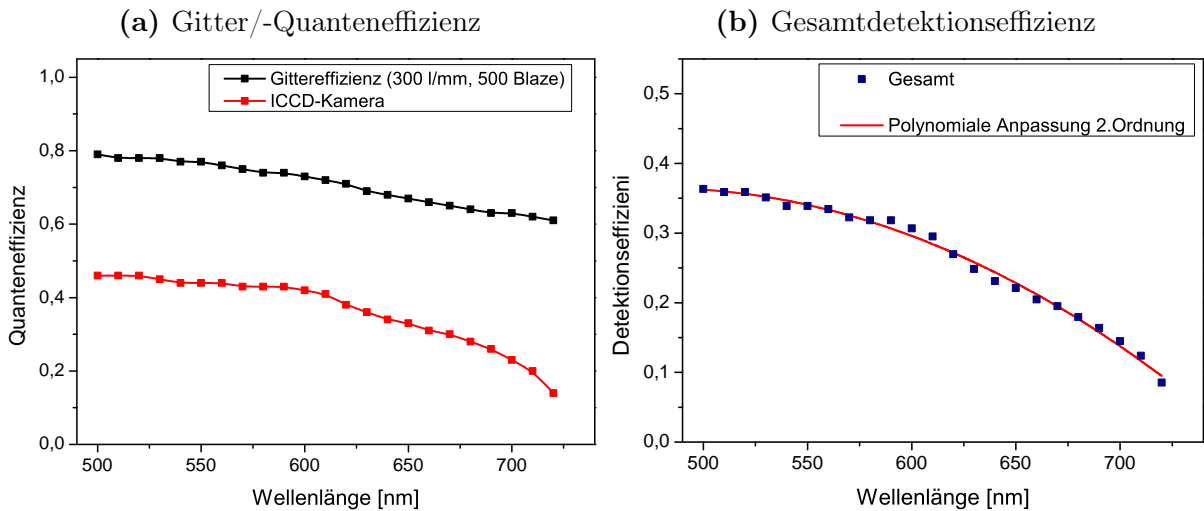 (a) Gitter/-Quanteneffizienz
1,0
0,8
0,6
0,4
0,2
0,0
Quanteneffizienz
Gittereffizienz (300 l/mm, 500 Blaze)
ICCD-Kamera
500 550 600 650 700
Wellenlänge [nm]
(b) Gesamtdetektionseffizienz
0,5
0,4
0,3
0,2
0,1
0,0
Detektionseffizieni
Gesamt
Polynomiale Anpassung 2.Ordnung
500 550 600 650 700
Wellenlänge [nm]